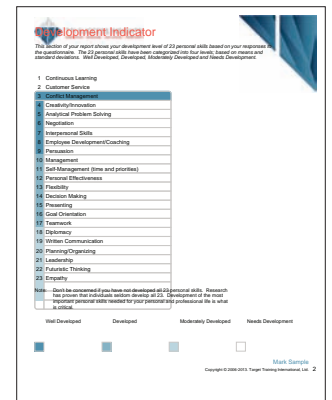 Development Indicator
This section of your report shows your development level of 23 personal skills based on your responses to
the questionnaire. The 23 personal skills have been categorized into four levels; based on means and
standard deviations. Well Developed, Developed, Moderately Developed and Needs Development.
1 Continuous Learning
2 Customer Service
3 Conflict Management
4 Creativity/Innovation
5 Analytical Problem Solving
6 Negotiation
7 Interpersonal Skills
8 Employee Development/Coaching
9 Persuasion
10 Management
11 Self-Management (time and priorities)
12 Personal Effectiveness
13 Flexibility
14 Decision Making
15 Presenting
16 Goal Orientation
17 Teamwork
18 Diplomacy
19 Written Communication
20 Planning/Organizing
21 Leadership
22 Futuristic Thinking
23 Empathy
Note: Don't be concerned if you have not developed all 23 personal skills. Research
has proven that individuals seldom develop all 23. Development of the most
important personal skills needed for your personal and professional life is what
is critical.
Well Developed Developed Moderately Developed Needs Development
Mark Sample
Copyright © 2006-2013. Target Training International, Ltd. 2